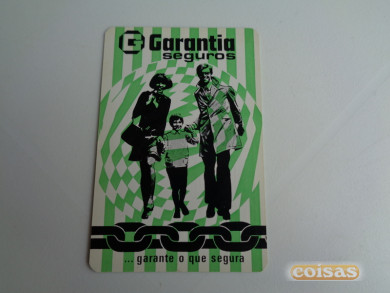 G Garantia
seguros
... garante o que segura
coisas